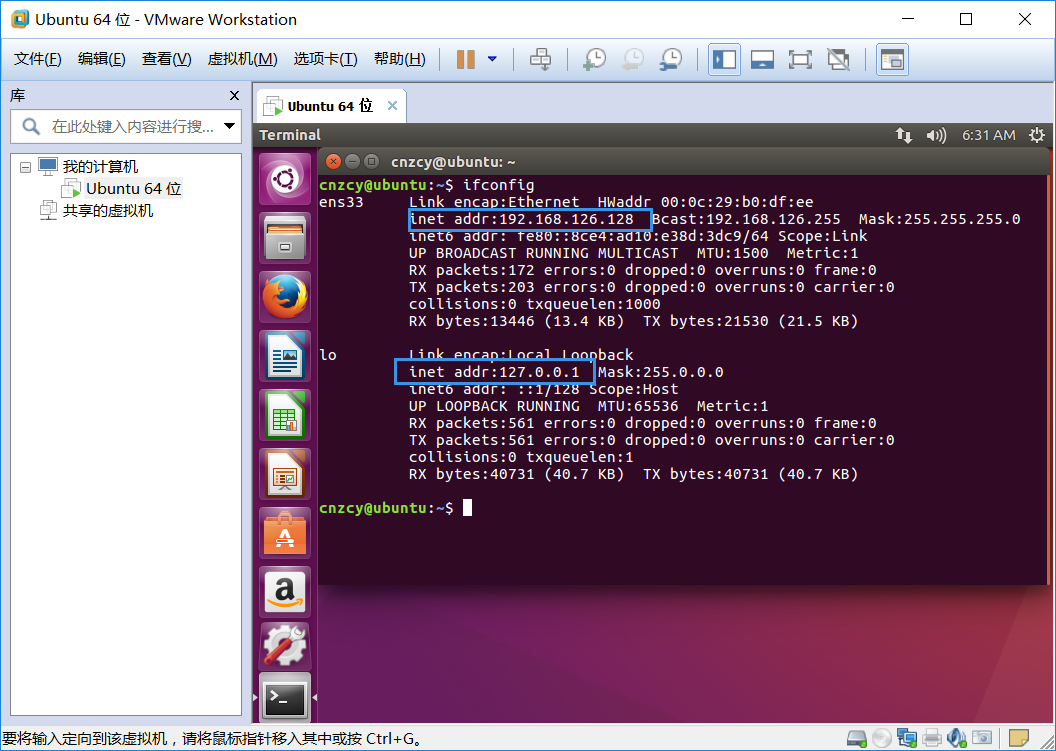 Ubuntu 64 位 - VMware Workstation
文件(F) 编辑(E) 查看(V) 虚拟机(M) 选项卡(T) 帮助(H)
库
在此处键入内容进行搜...
我的计算机
Ubuntu 64 位
共享的虚拟机
Ubuntu 64 位
Terminal 6:31 AM
cnzcy@ubuntu: ~
cnzcy@ubuntu:~$ ifconfig
ens33 Link encap:Ethernet HWaddr 00:0c:29:b0:df:ee
inet addr:192.168.126.128 Bcast:192.168.126.255 Mask:255.255.255.0
inet6 addr: fe80::8ce4:ad10:e38d:3dc9/64 Scope:Link
UP BROADCAST RUNNING MULTICAST MTU:1500 Metric:1
RX packets:172 errors:0 dropped:0 overruns:0 frame:0
TX packets:203 errors:0 dropped:0 overruns:0 carrier:0
collisions:0 txqueuelen:1000
RX bytes:13446 (13.4 KB) TX bytes:21530 (21.5 KB)
lo Link encap:Local Loopback
inet addr:127.0.0.1 Mask:255.0.0.0
inet6 addr: ::1/128 Scope:Host
UP LOOPBACK RUNNING MTU:65536 Metric:1
RX packets:561 errors:0 dropped:0 overruns:0 frame:0
TX packets:561 errors:0 dropped:0 overruns:0 carrier:0
collisions:0 txqueuelen:1
RX bytes:40731 (40.7 KB) TX bytes:40731 (40.7 KB)
cnzcy@ubuntu:~$
要将输入定向到该虚拟机，请将鼠标指针移入其中或按 Ctrl+G。